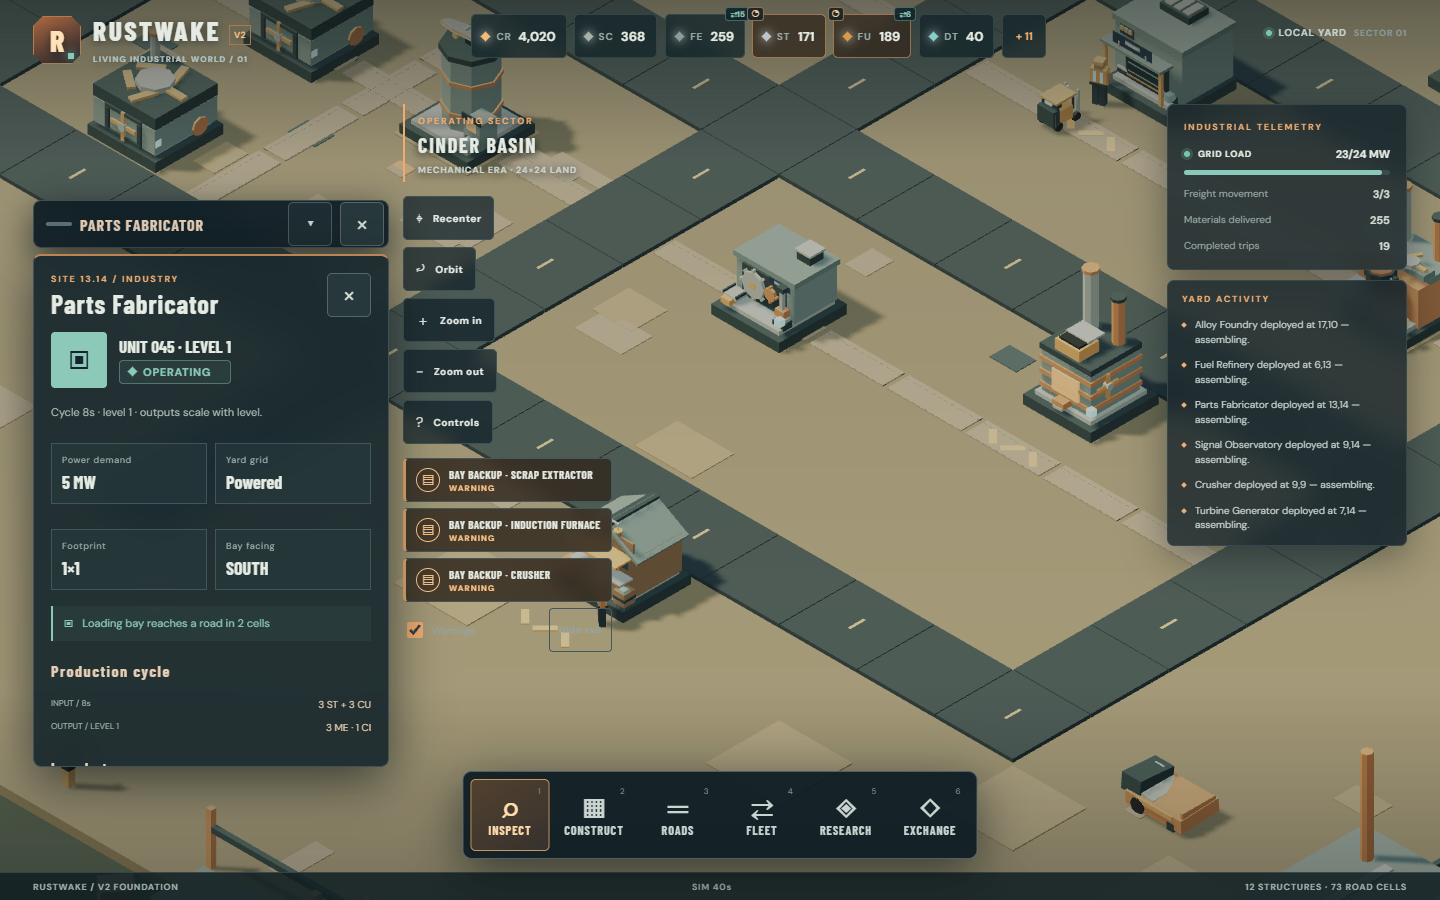 R
RUSTWAKE V2
LIVING INDUSTRIAL WORLD / 01
CR 4,020
SC 368
FE 259
⇄15
ST 171
FU 189
⇄6
DT 40
+11
LOCAL YARD SECTOR 01
OPERATING SECTOR
CINDER BASIN
MECHANICAL ERA · 24×24 LAND
PARTS FABRICATOR
SITE 13.14 / INDUSTRY
Parts Fabricator
UNIT 045 · LEVEL 1
OPERATING
Cycle 8s · level 1 · outputs scale with level.
Power demand
5 MW
Yard grid
Powered
Footprint
1×1
Bay facing
SOUTH
Loading bay reaches a road in 2 cells
Production cycle
INPUT / 8s 3 ST + 3 CU
OUTPUT / LEVEL 1 3 ME · 1 CI
Recenter
Orbit
+ Zoom in
− Zoom out
? Controls
BAY BACKUP · SCRAP EXTRACTOR
WARNING
BAY BACKUP · INDUCTION FURNACE
WARNING
BAY BACKUP · CRUSHER
WARNING
INDUSTRIAL TELEMETRY
GRID LOAD 23/24 MW
Freight movement 3/3
Materials delivered 255
Completed trips 19
YARD ACTIVITY
Alloy Foundry deployed at 17,10 —
assembling.
Fuel Refinery deployed at 6,13 —
assembling.
Parts Fabricator deployed at 13,14 —
assembling.
Signal Observatory deployed at 9,14 —
assembling.
Crusher deployed at 9,9 — assembling.
Turbine Generator deployed at 7,14 —
assembling.
1
INSPECT
2
CONSTRUCT
3
ROADS
4
FLEET
5
RESEARCH
6
EXCHANGE
RUSTWAKE / V2 FOUNDATION
SIM 40s
12 STRUCTURES · 73 ROAD CELLS